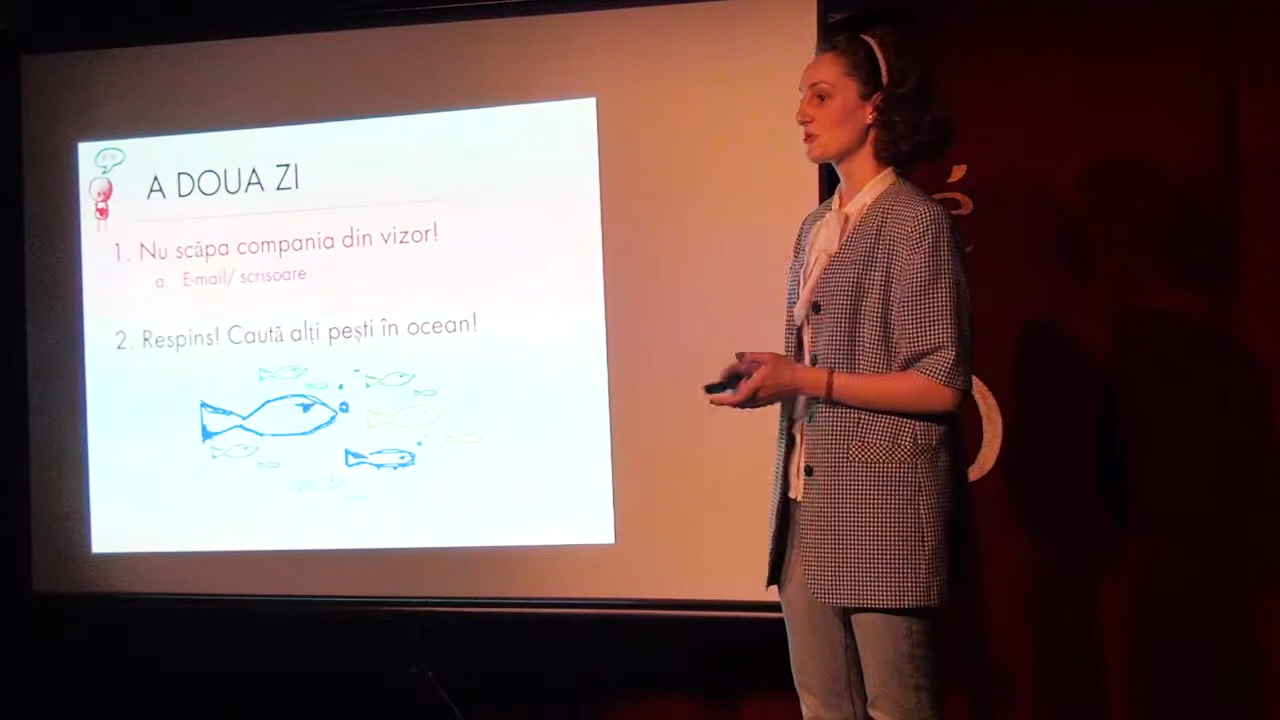 A DOUA ZI
1. Nu scăpa compania din vizor!
a. E-mail/ scrisoare
2. Respins! Caută alți pești în ocean!